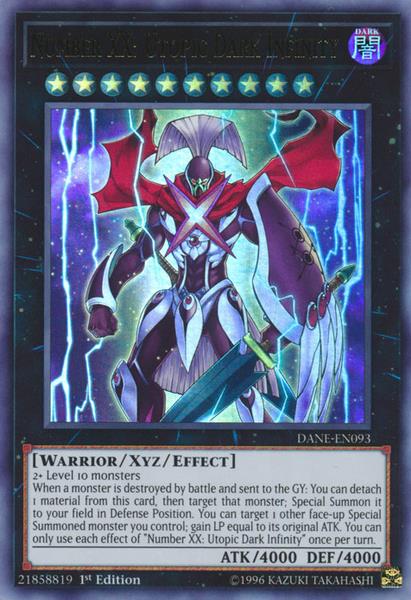 Number XX: Utopic Dark Infinity
DARK
闇
DANE-EN093
[Warrior/Xyz/Effect]
2+ Level 10 monsters
When a monster is destroyed by battle and sent to the GY: You can detach
1 material from this card, then target that monster; Special Summon it
to your field in Defense Position. You can target 1 other face-up Special
Summoned monster you control; gain LP equal to its original ATK. You can
only use each effect of "Number XX: Utopic Dark Infinity" once per turn.
ATK/4000 DEF/4000
21858819 1st Edition ©1996 KAZUKI TAKAHASHI